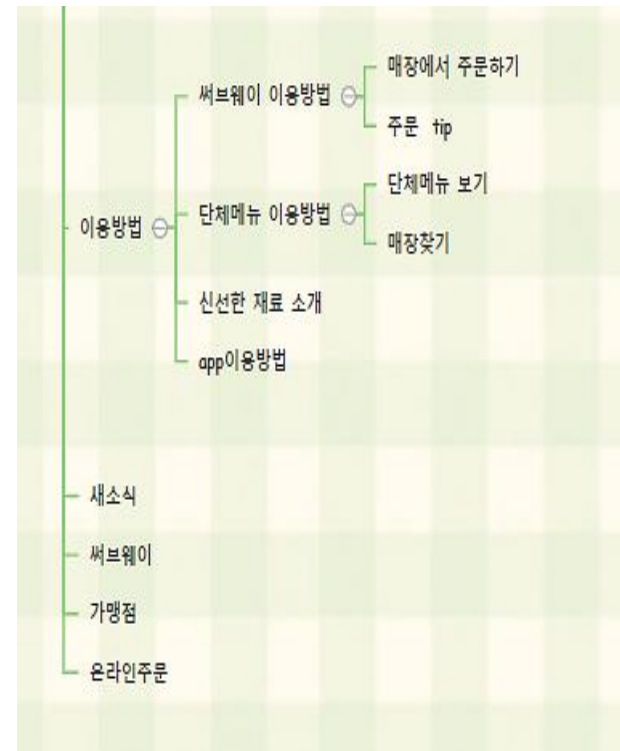 이용방법
써브웨이 이용방법
매장에서 주문하기
주문 tip
단체메뉴 이용방법
단체메뉴 보기
매장찾기
신선한 재료 소개
app이용방법
새소식
써브웨이
가맹점
온라인주문